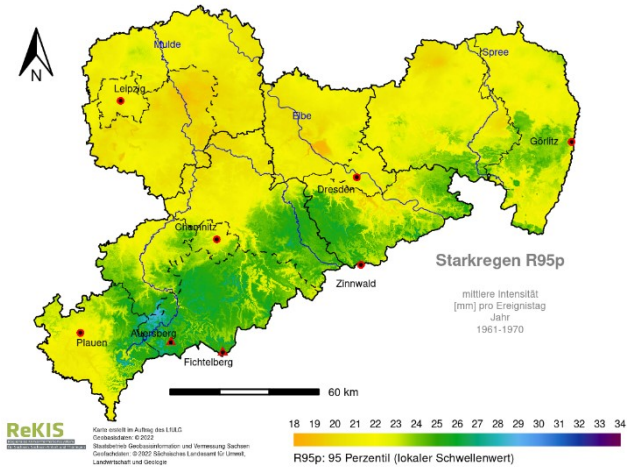 Mulde
Spree
Leipzig
Elbe
Görlitz
Dresden
Chemnitz
Zinnwald
Auersberg
Plauen
Fichtelberg
N
Starkregen R95p
mittlere Intensität
[mm] pro Ereignistag
Jahr
1961-1970
60 km
ReKIS
Karte erstellt im Auftrag des LfULG.
Geobasisdaten: © 2022
Staatsbetrieb Geobasisinformation und Vermessung Sachsen
Geofachdaten: © 2022 Sächsisches Landesamt für Umwelt,
Landwirtschaft und Geologie
18 19 20 21 22 23 24 25 26 27 28 29 30 31 32 33 34
R95p: 95 Perzentil (lokaler Schwellenwert)